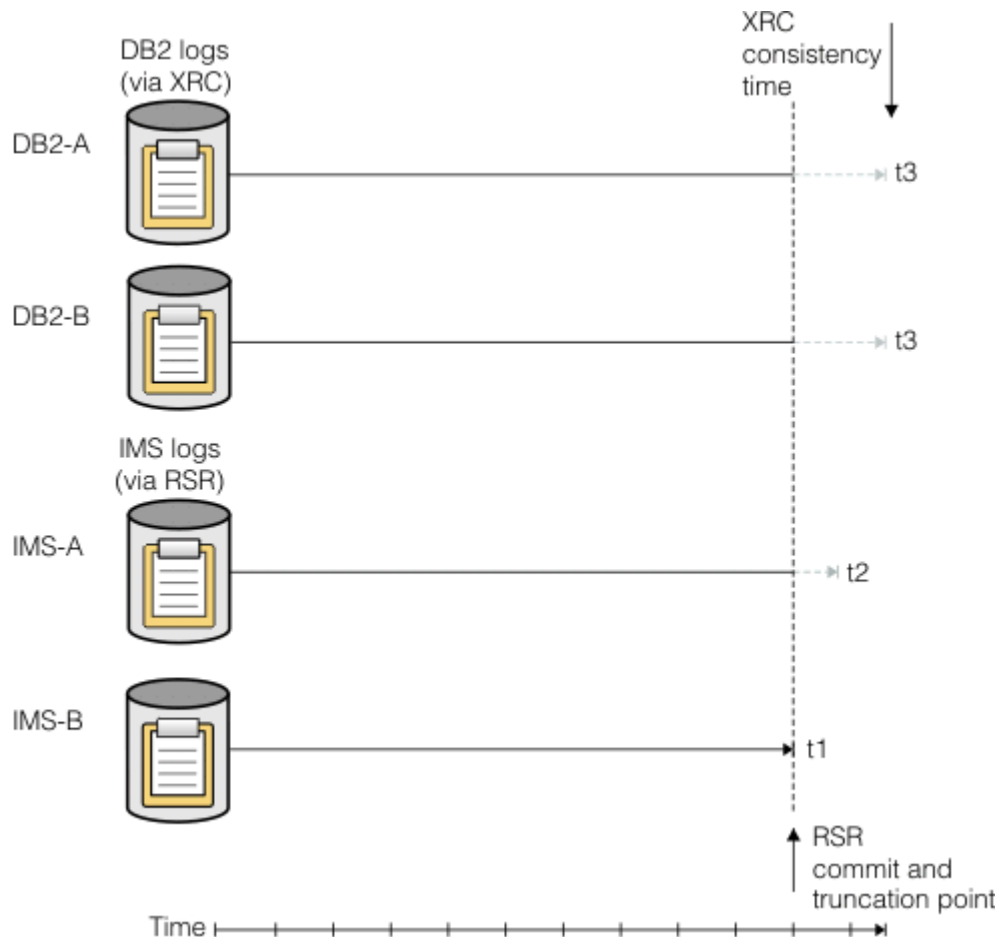 XRC
consistency
time
DB2 logs
(via XRC)
DB2-A
t3
DB2-B
t3
IMS logs
(via RSR)
IMS-A
t2
IMS-B
t1
RSR
commit and
truncation point
Time